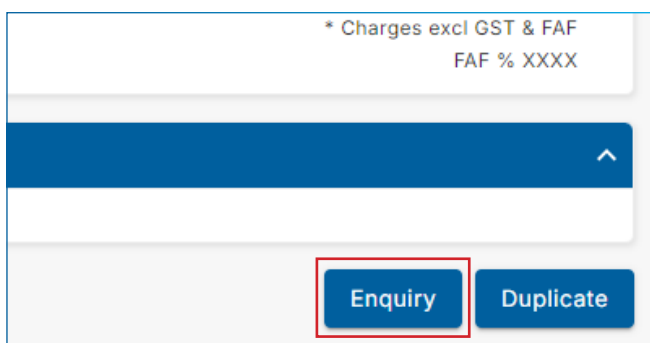 * Charges excl GST & FAF
FAF % XXXX
Enquiry
Duplicate